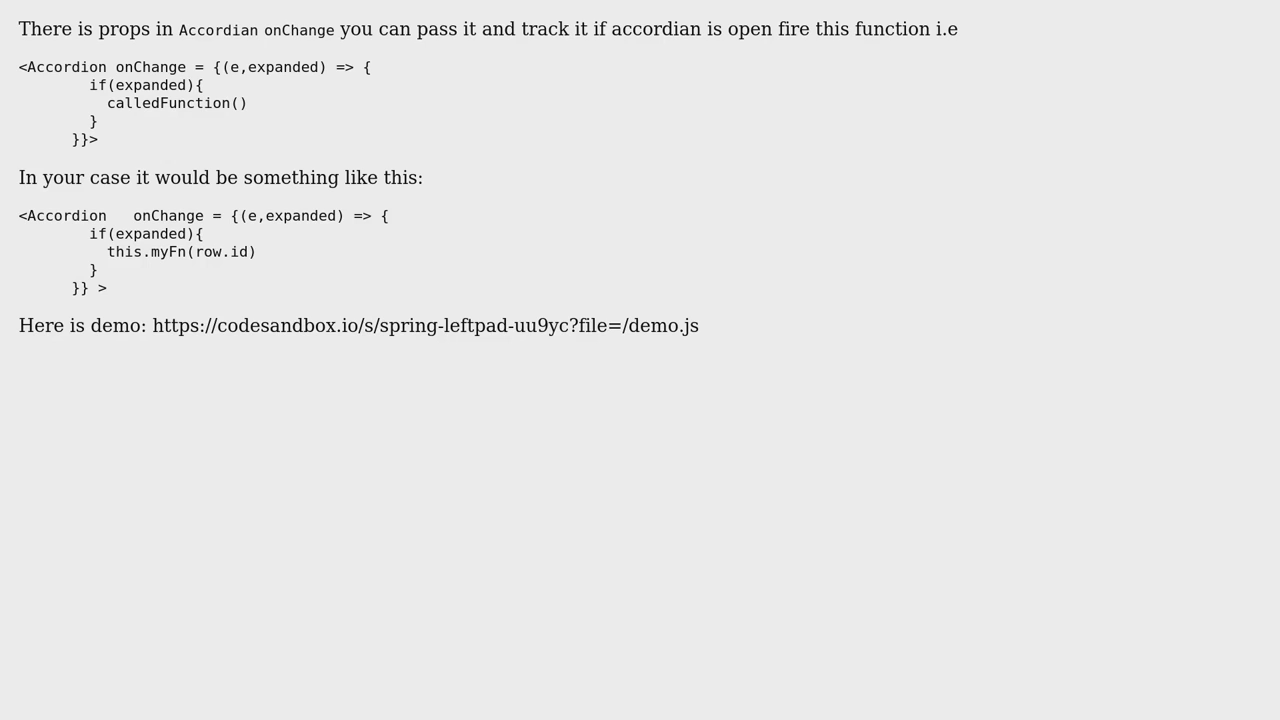 There is props in Accordian onChange you can pass it and track it if accordian is open fire this function i.e
<Accordion onChange = {(e,expanded) => {
        if(expanded){
          calledFunction()
        }
      }}>
In your case it would be something like this:
<Accordion   onChange = {(e,expanded) => {
        if(expanded){
          this.myFn(row.id)
        }
      }} >
Here is demo: https://codesandbox.io/s/spring-leftpad-uu9yc?file=/demo.js